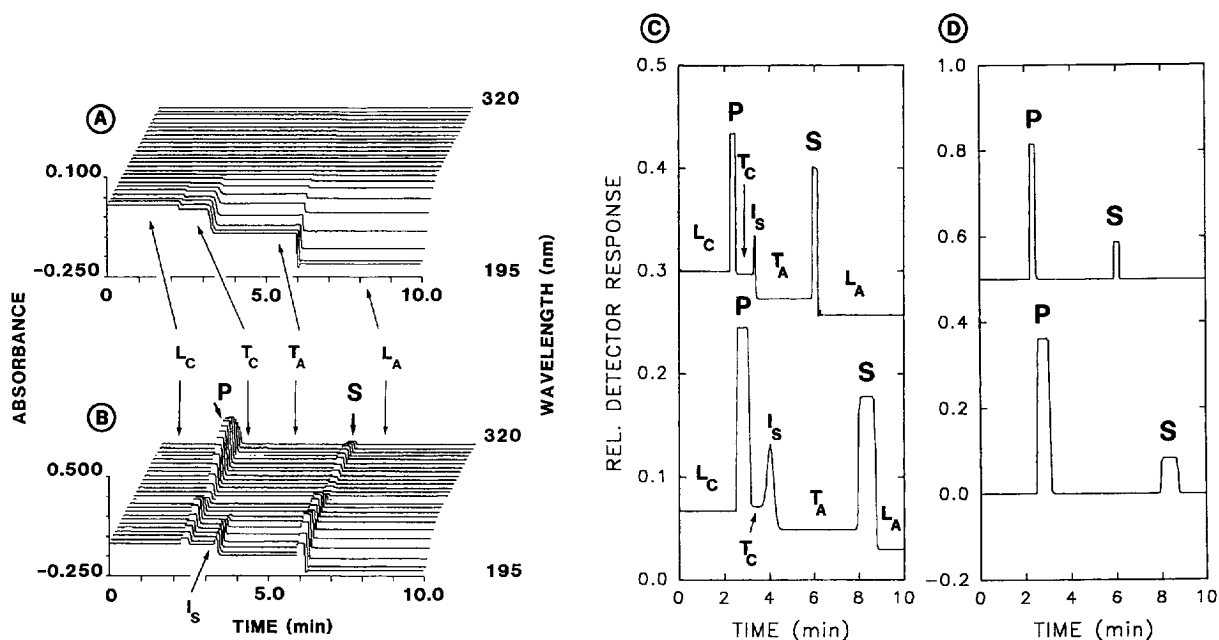 A
ABSORBANCE
0.100
-0.250
0
5.0
10.0
320
195
WAVELENGTH (nm)
L_C
T_C
T_A
L_A
B
P
S
0.500
-0.250
0
5.0
10.0
320
195
I_S
TIME (min)
C
REL. DETECTOR RESPONSE
0.5
0.4
0.3
0.2
0.1
0.0
P
T_C
I_S
S
L_C
T_A
L_A
P
S
I_S
L_C
T_A
L_A
T_C
0
2
4
6
8
10
TIME (min)
D
1.0
0.8
0.6
0.4
0.2
0.0
-0.2
P
S
P
S
0
2
4
6
8
10
TIME (min)